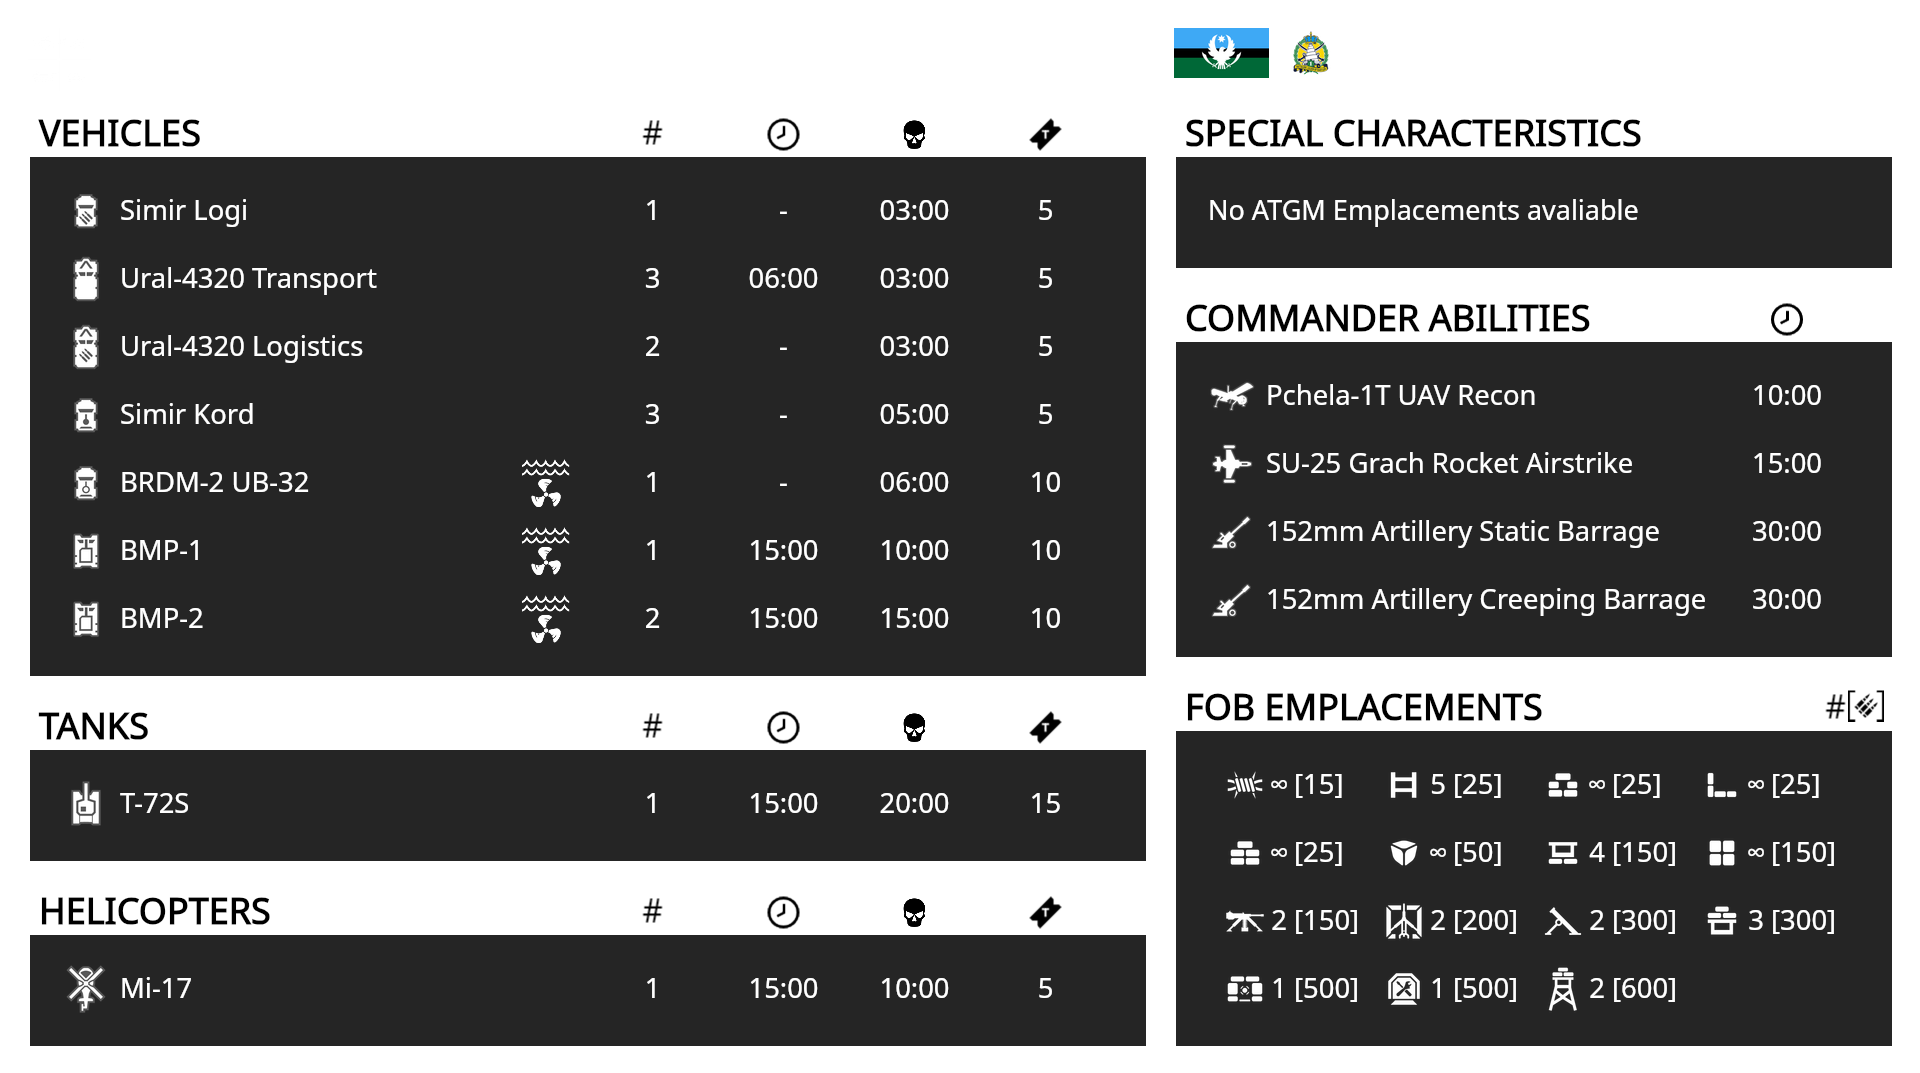 VEHICLES #
Simir Logi 1 - 03:00 5
Ural-4320 Transport 3 06:00 03:00 5
Ural-4320 Logistics 2 - 03:00 5
Simir Kord 3 - 05:00 5
BRDM-2 UB-32 1 - 06:00 10
BMP-1 1 15:00 10:00 10
BMP-2 2 15:00 15:00 10
TANKS #
T-72S 1 15:00 20:00 15
HELICOPTERS #
Mi-17 1 15:00 10:00 5
SPECIAL CHARACTERISTICS
No ATGM Emplacements avaliable
COMMANDER ABILITIES
Pchela-1T UAV Recon 10:00
SU-25 Grach Rocket Airstrike 15:00
152mm Artillery Static Barrage 30:00
152mm Artillery Creeping Barrage 30:00
FOB EMPLACEMENTS #[ ]
∞ [15] 5 [25] ∞ [25] ∞ [25]
∞ [25] ∞ [50] 4 [150] ∞ [150]
2 [150] 2 [200] 2 [300] 3 [300]
1 [500] 1 [500] 2 [600]